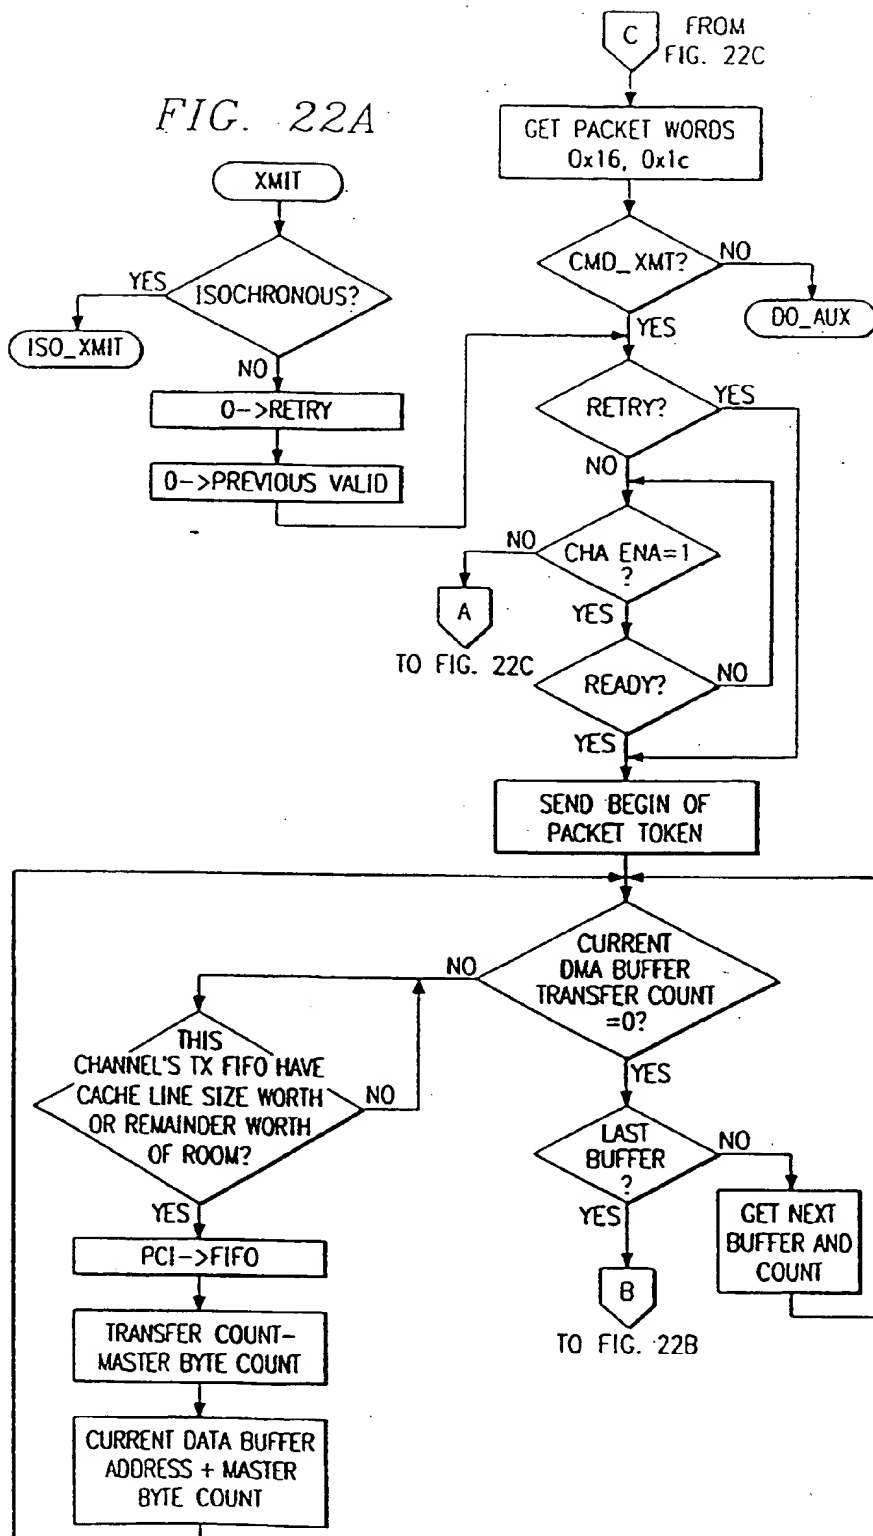 FIG. 22A
C
FROM
FIG. 22C
GET PACKET WORDS
0x16, 0x1c
XMIT
ISOCHRONOUS?
YES
NO
ISO_XMIT
0->RETRY
0->PREVIOUS VALID
CMD_XMT?
NO
YES
DO_AUX
RETRY?
YES
NO
CHA ENA=1
?
NO
YES
A
TO FIG. 22C
READY?
NO
YES
SEND BEGIN OF
PACKET TOKEN
CURRENT
DMA BUFFER
TRANSFER COUNT
=0?
NO
YES
THIS
CHANNEL'S TX FIFO HAVE
CACHE LINE SIZE WORTH
OR REMAINDER WORTH
OF ROOM?
NO
YES
PCI->FIFO
TRANSFER COUNT-
MASTER BYTE COUNT
CURRENT DATA BUFFER
ADDRESS + MASTER
BYTE COUNT
LAST
BUFFER
?
NO
YES
GET NEXT
BUFFER AND
COUNT
B
TO FIG. 22B